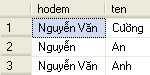 hodem ten
1 Nguyễn Văn Cường
2 Nguyễn An
3 Nguyễn Văn Anh